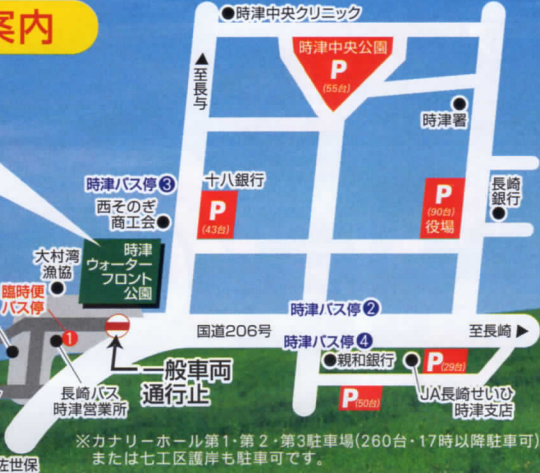 案内
時津中央クリニック
時津中央公園
P
(55台)
▲至長与
時津署
時津バス停③
十八銀行
P
(43台)
P
(90台)
役場
長崎
銀行
西そのぎ
商工会
時津
ウォーター
フロント
公園
大村湾
漁協
臨時便
バス停
1
時津バス停②
国道206号
至長崎▶
時津バス停④
親和銀行
P
(29台)
一般車両
通行止
長崎バス
時津営業所
P
(50台)
JA長崎せいひ
時津支店
佐世保
※カナリーホール第1・第2・第3駐車場(260台・17時以降駐車可)
または七工区護岸も駐車可です。